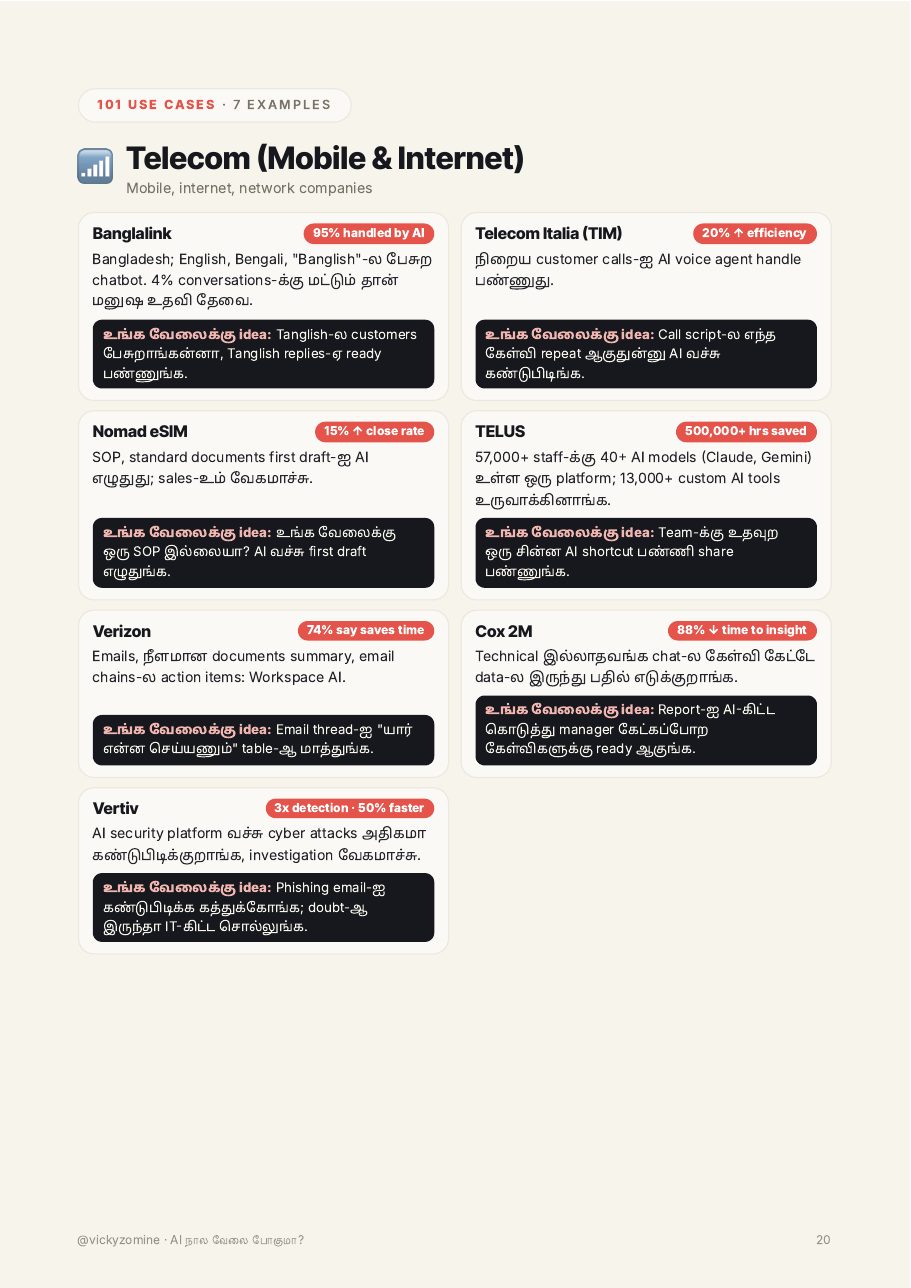 101 USE CASES · 7 EXAMPLES
Telecom (Mobile & Internet)
Mobile, internet, network companies
Banglalink
95% handled by AI
Bangladesh; English, Bengali, "Banglish"-ல பேசுற
chatbot. 4% conversations-க்கு மட்டும் தான்
மனுஷ உதவி தேவை.
உங்க வேலைக்கு idea: Tanglish-ல customers
பேசுறாங்கன்னா, Tanglish replies-ஏ ready
பண்ணுங்க.
Telecom Italia (TIM)
20% ↑ efficiency
நிறைய customer calls-ஐ AI voice agent handle
பண்ணுது.
உங்க வேலைக்கு idea: Call script-ல எந்த
கேள்வி repeat ஆகுதுன்னு AI வச்சு
கண்டுபிடிங்க.
Nomad eSIM
15% ↑ close rate
SOP, standard documents first draft-ஐ AI
எழுதுது; sales-உம் வேகமாச்சு.
உங்க வேலைக்கு idea: உங்க வேலைக்கு
ஒரு SOP இல்லையா? AI வச்சு first draft
எழுதுங்க.
TELUS
500,000+ hrs saved
57,000+ staff-க்கு 40+ AI models (Claude, Gemini)
உள்ள ஒரு platform; 13,000+ custom AI tools
உருவாக்கினாங்க.
உங்க வேலைக்கு idea: Team-க்கு உதவுற
ஒரு சின்ன AI shortcut பண்ணி share
பண்ணுங்க.
Verizon
74% say saves time
Emails, நீளமான documents summary, email
chains-ல action items: Workspace AI.
உங்க வேலைக்கு idea: Email thread-ஐ "யார்
என்ன செய்யணும்" table-ஆ மாத்துங்க.
Cox 2M
88% ↓ time to insight
Technical இல்லாதவங்க chat-ல கேள்வி கேட்டே
data-ல இருந்து பதில் எடுக்குறாங்க.
உங்க வேலைக்கு idea: Report-ஐ AI-கிட்ட
கொடுத்து manager கேட்கப்போற
கேள்விகளுக்கு ready ஆகுங்க.
Vertiv
3x detection · 50% faster
AI security platform வச்சு cyber attacks அதிகமா
கண்டுபிடிக்குறாங்க, investigation வேகமாச்சு.
உங்க வேலைக்கு idea: Phishing email-ஐ
கண்டுபிடிக்க கத்துக்கோங்க; doubt-ஆ
இருந்தா IT-கிட்ட சொல்லுங்க.
@vickyzomine · AI நால வேலை போகுமா?
20